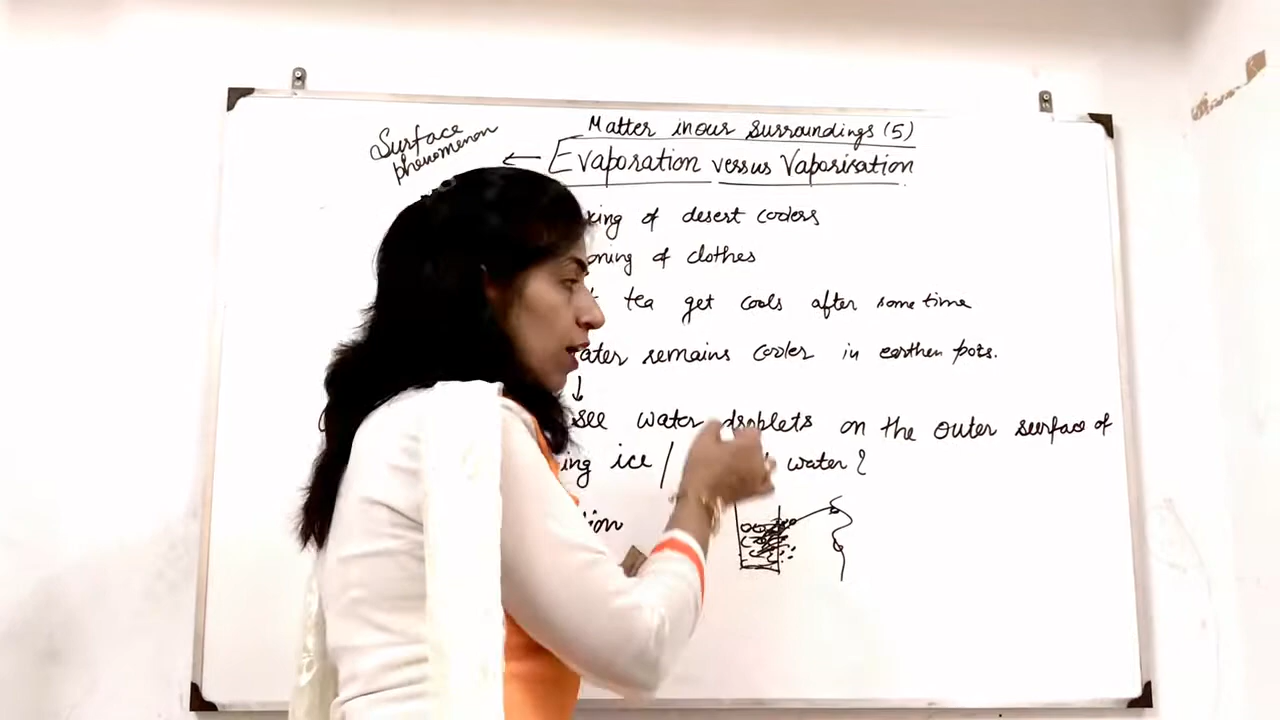 Surface
phenomenon
Matter in our surroundings (5)
← Evaporation versus Vaporisation
king of desert coolers
oning of clothes
tea get cools after some time
ater remains cooler in earthen pots.
↓
see water droplets on the outer surface of
ing ice / water?
tion